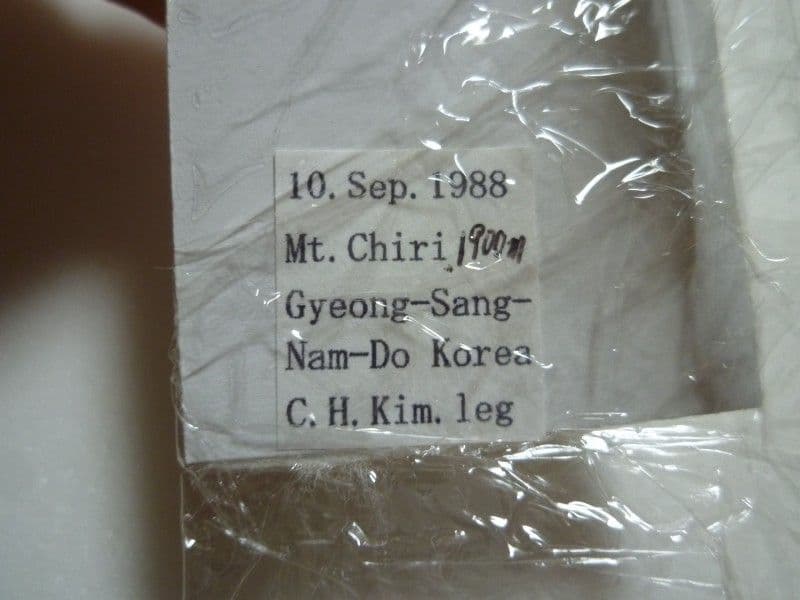 10. Sep. 1988
Mt. Chiri 1900m
Gyeong-Sang-
Nam-Do Korea
C. H. Kim. leg